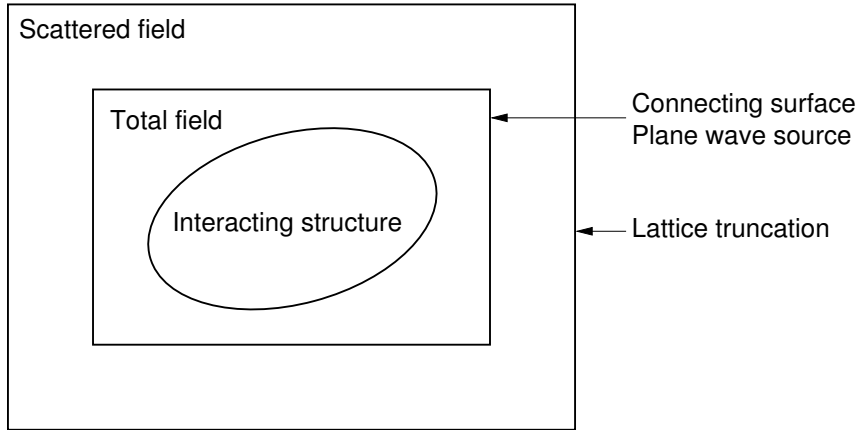 Scattered field
Total field
Interacting structure
Connecting surface
Plane wave source
Lattice truncation